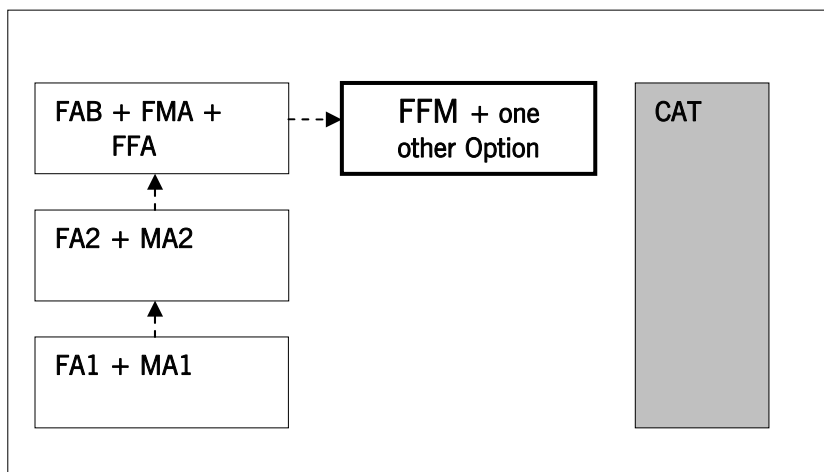 FAB + FMA +
FFA
FFM + one
other Option
CAT
FA2 + MA2
FA1 + MA1